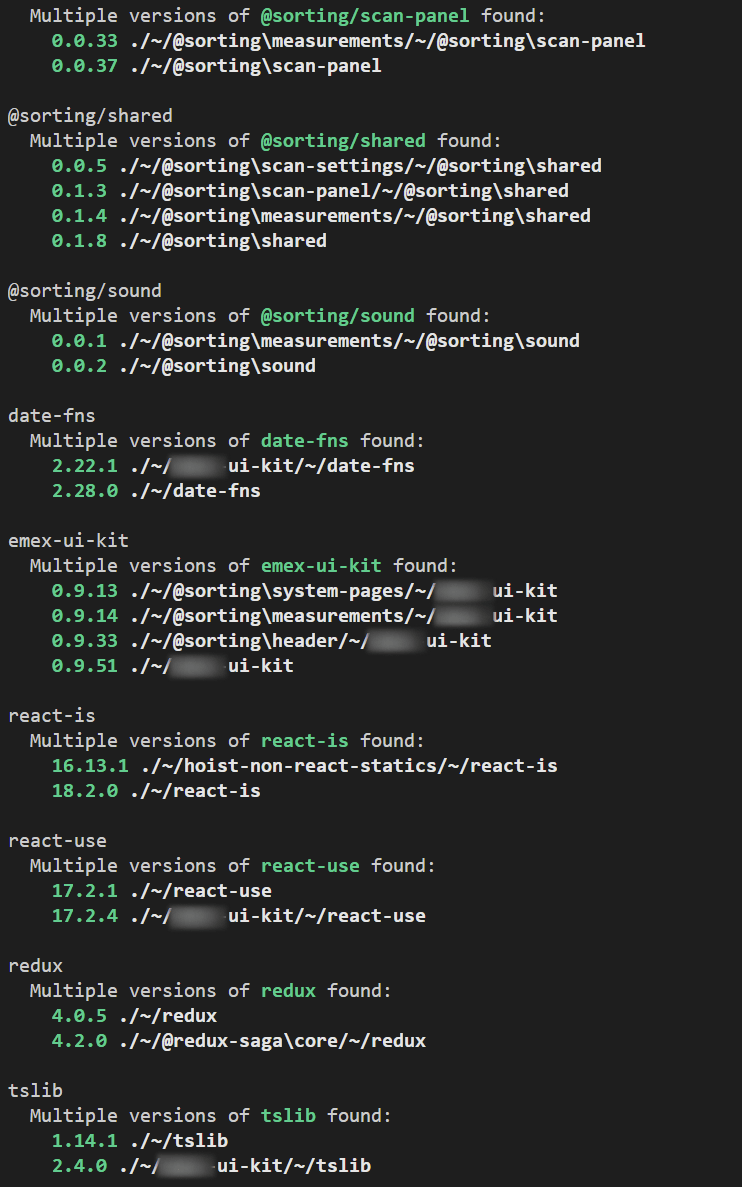 Multiple versions of @sorting/scan-panel found:
0.0.33 ./~/@sorting\measurements/~/@sorting\scan-panel
0.0.37 ./~/@sorting\scan-panel
@sorting/shared
Multiple versions of @sorting/shared found:
0.0.5 ./~/@sorting\scan-settings/~/@sorting\shared
0.1.3 ./~/@sorting\scan-panel/~/@sorting\shared
0.1.4 ./~/@sorting\measurements/~/@sorting\shared
0.1.8 ./~/@sorting\shared
@sorting/sound
Multiple versions of @sorting/sound found:
0.0.1 ./~/@sorting\measurements/~/@sorting\sound
0.0.2 ./~/@sorting\sound
date-fns
Multiple versions of date-fns found:
2.22.1 ./~/ ui-kit/~/date-fns
2.28.0 ./~/date-fns
emex-ui-kit
Multiple versions of emex-ui-kit found:
0.9.13 ./~/@sorting\system-pages/~/ ui-kit
0.9.14 ./~/@sorting\measurements/~/ ui-kit
0.9.33 ./~/@sorting\header/~/ ui-kit
0.9.51 ./~/ ui-kit
react-is
Multiple versions of react-is found:
16.13.1 ./~/hoist-non-react-statics/~/react-is
18.2.0 ./~/react-is
react-use
Multiple versions of react-use found:
17.2.1 ./~/react-use
17.2.4 ./~/ ui-kit/~/react-use
redux
Multiple versions of redux found:
4.0.5 ./~/redux
4.2.0 ./~/@redux-saga\core/~/redux
tslib
Multiple versions of tslib found:
1.14.1 ./~/tslib
2.4.0 ./~/ -ui-kit/~/tslib